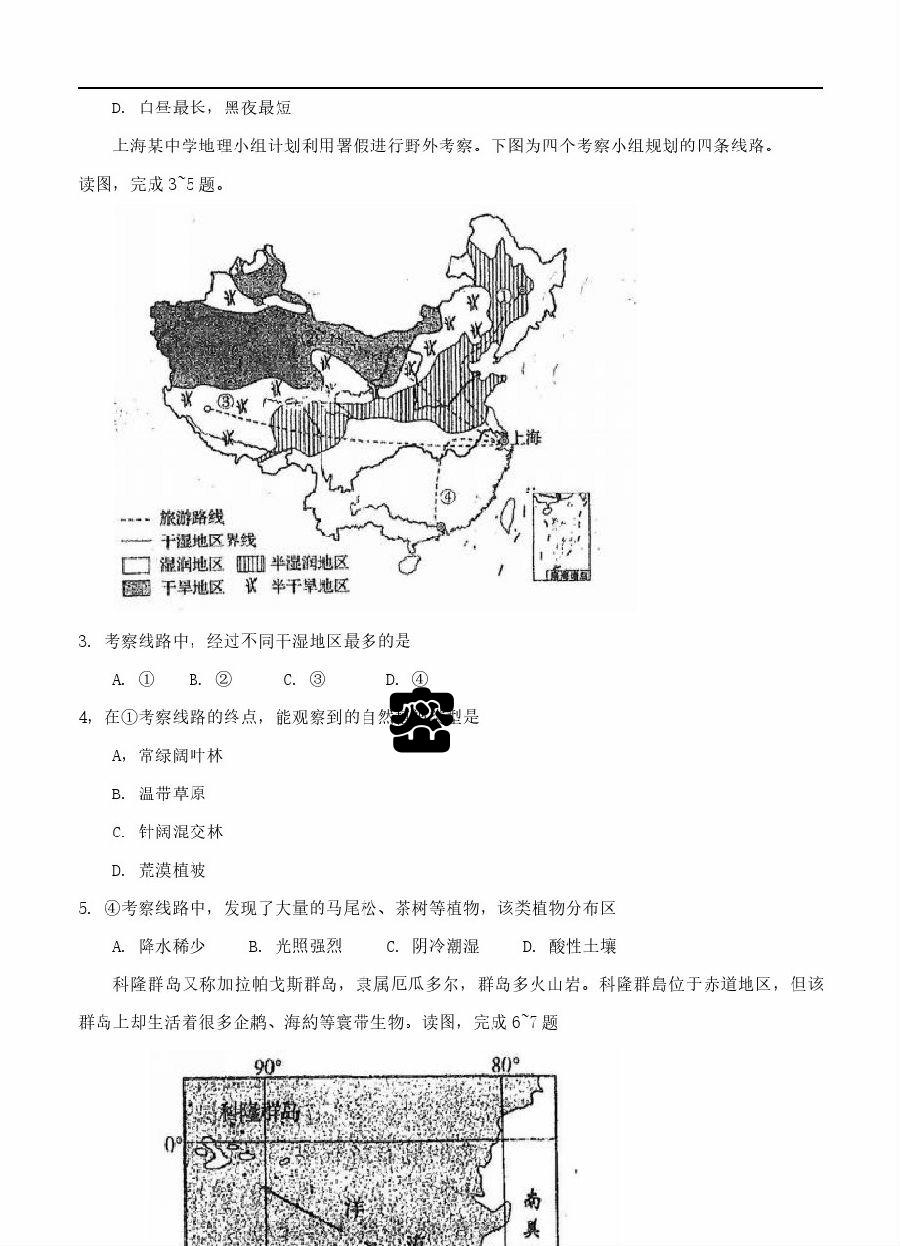 D. 白昼最长，黑夜最短
上海某中学地理小组计划利用署假进行野外考察。下图为四个考察小组规划的四条线路。
读图，完成 3~5 题。
③
上海
④
旅游路线
干湿地区界线
湿润地区 半湿润地区
干旱地区 半干旱地区
南海诸岛
3. 考察线路中，经过不同干湿地区最多的是
A. ① B. ② C. ③ D. ④
4，在①考察线路的终点，能观察到的自然 型是
A，常绿阔叶林
B. 温带草原
C. 针阔混交林
D. 荒漠植被
5. ④考察线路中，发现了大量的马尾松、茶树等植物，该类植物分布区
A. 降水稀少 B. 光照强烈 C. 阴冷潮湿 D. 酸性土壤
科隆群岛又称加拉帕戈斯群岛，隶属厄瓜多尔，群岛多火山岩。科隆群岛位于赤道地区，但该
群岛上却生活着很多企鹅、海約等寰带生物。读图，完成 6~7 题
90° 80°
科隆群岛
0°
洋
南